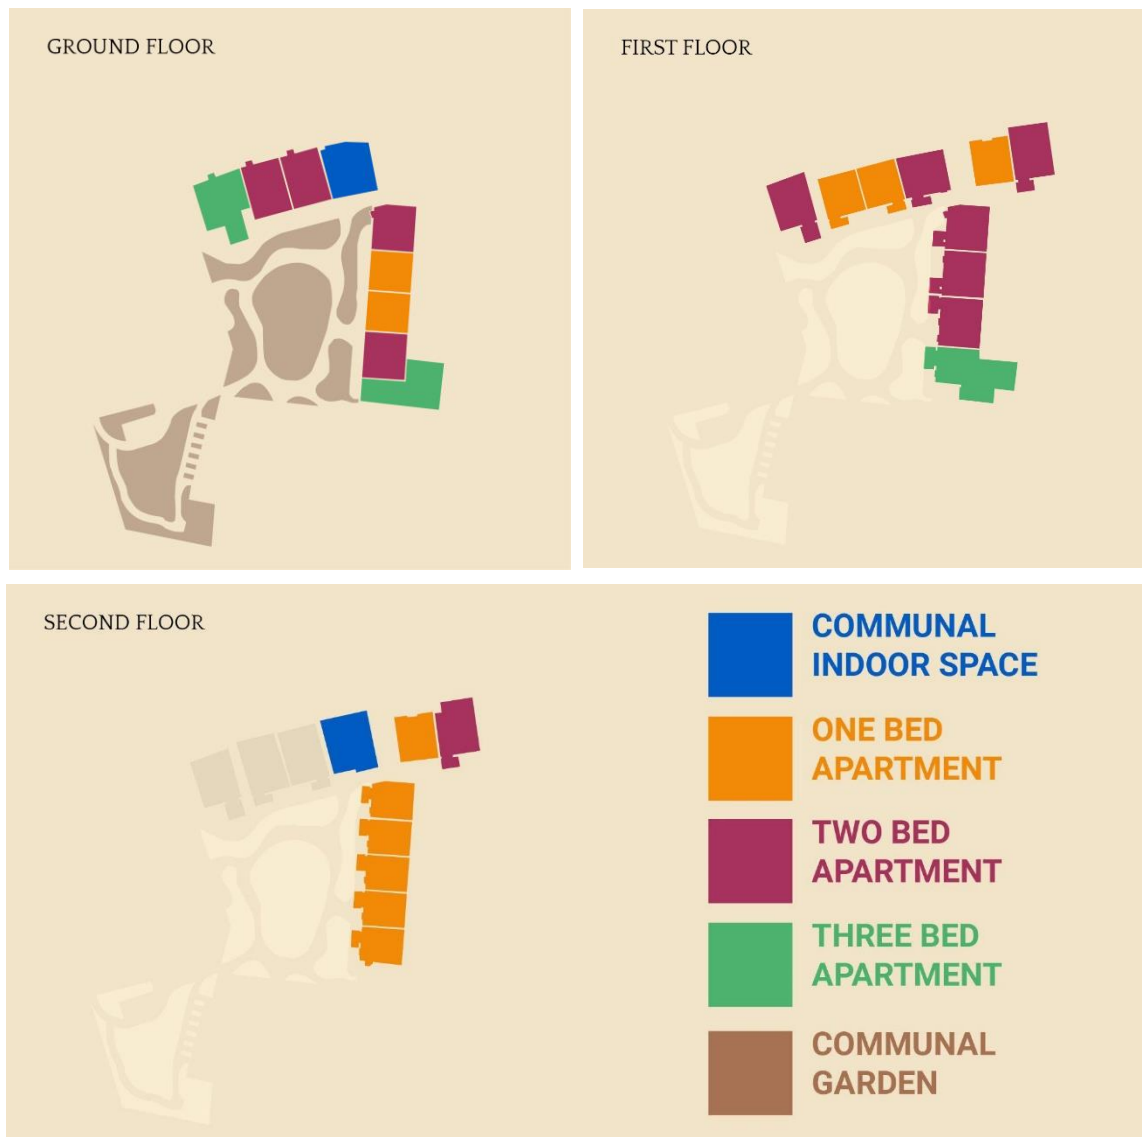 GROUND FLOOR
FIRST FLOOR
SECOND FLOOR
COMMUNAL
INDOOR SPACE
ONE BED
APARTMENT
TWO BED
APARTMENT
THREE BED
APARTMENT
COMMUNAL
GARDEN